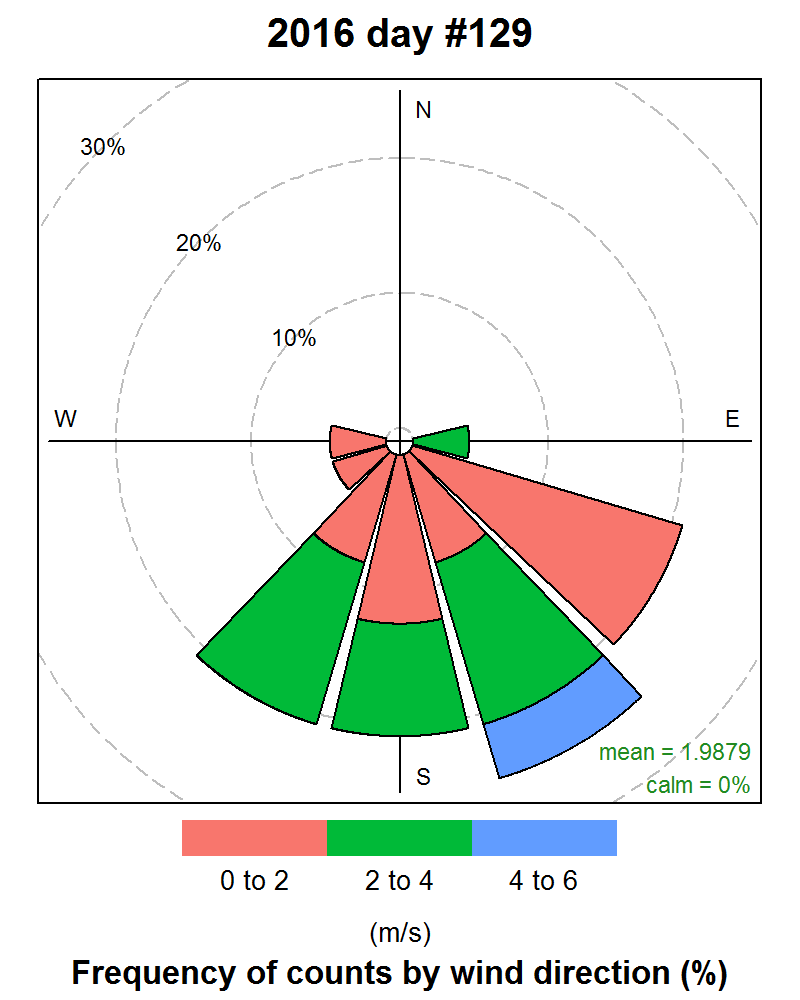 2016 day #129
N
30%
20%
10%
W
E
S
mean = 1.9879
calm = 0%
0 to 2
2 to 4
4 to 6
(m/s)
Frequency of counts by wind direction (%)